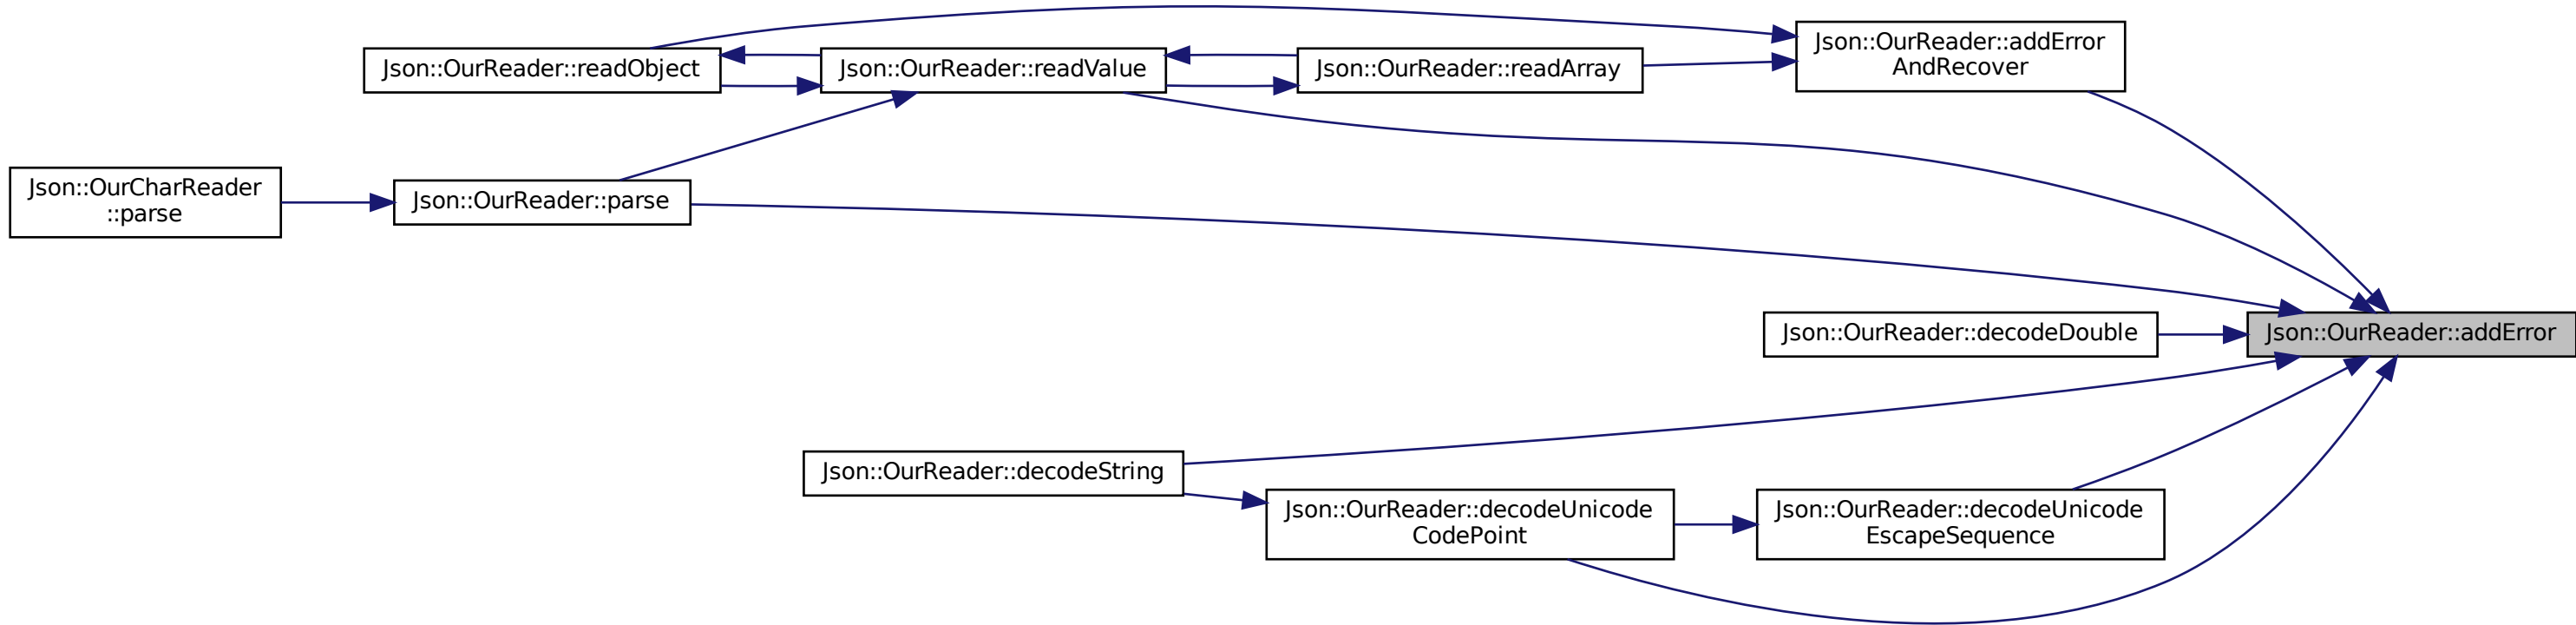 Json::OurReader::addError
AndRecover
Json::OurReader::readObject
Json::OurReader::readValue
Json::OurReader::readArray
Json::OurCharReader
::parse
Json::OurReader::parse
Json::OurReader::decodeDouble
Json::OurReader::addError
Json::OurReader::decodeString
Json::OurReader::decodeUnicode
CodePoint
Json::OurReader::decodeUnicode
EscapeSequence